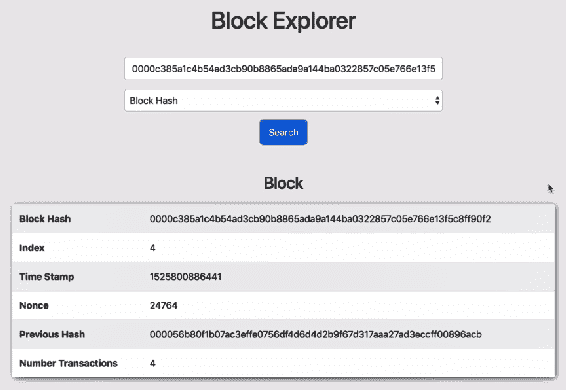 Block Explorer
0000c385a1c4b54ad3cb90b8865ada9a144ba0322857c05e766e13f5
Block Hash
Search
Block
Block Hash 0000c385a1c4b54ad3cb90b8865ada9a144ba0322857c05e766e13f5c8ff90f2
Index 4
Time Stamp 1525800886441
Nonce 24764
Previous Hash 000056b80f1b07ac3effe0756df4d6d4d2b9f67d317aaa27ad3eccff00896acb
Number Transactions 4